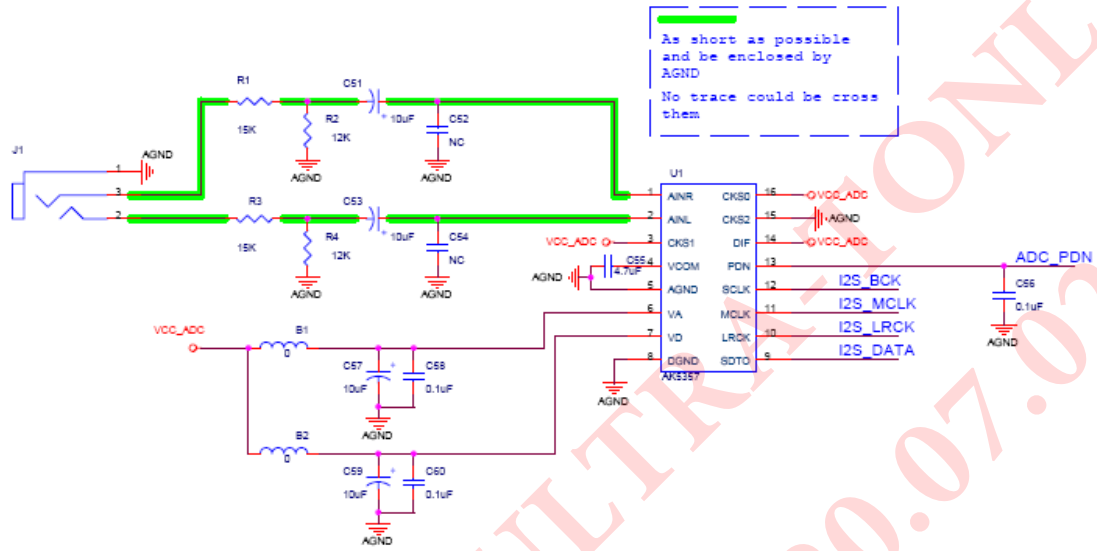 As short as possible
and be enclosed by
AGND
No trace could be cross
them
R1
15K
C51
+
10uF
R2
12K
AGND
C52
NC
AGND
J1
AGND
1
3
2
R3
15K
C53
+
10uF
R4
12K
AGND
C54
NC
AGND
U1
1 AINR CKS0 16 VCC_ADC
2 AINL CKS2 15 AGND
VCC_ADC 3 CKS1 DIF 14 VCC_ADC
C55
4.7uF
4 VCOM PDN 13 ADC_PDN
AGND
5 AGND SCLK 12 I2S_BCK
6 VA MCLK 11 I2S_MCLK
7 VD LRCK 10 I2S_LRCK
8 DGND SDTO 9 I2S_DATA
AK5357
AGND
C56
0.1uF
AGND
VCC_ADC
B1
0
C57
+
10uF
C58
0.1uF
AGND
B2
0
C59
+
10uF
C60
0.1uF
AGND